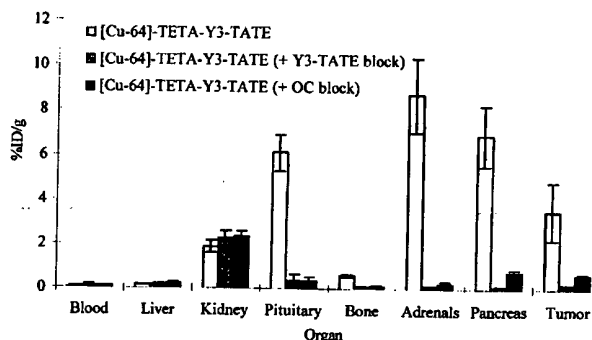 12
10
8
6
4
2
0
%ID/g
[Cu-64]-TETA-Y3-TATE
[Cu-64]-TETA-Y3-TATE (+ Y3-TATE block)
[Cu-64]-TETA-Y3-TATE (+ OC block)
Blood Liver Kidney Pituitary Bone Adrenals Pancreas Tumor
Organ